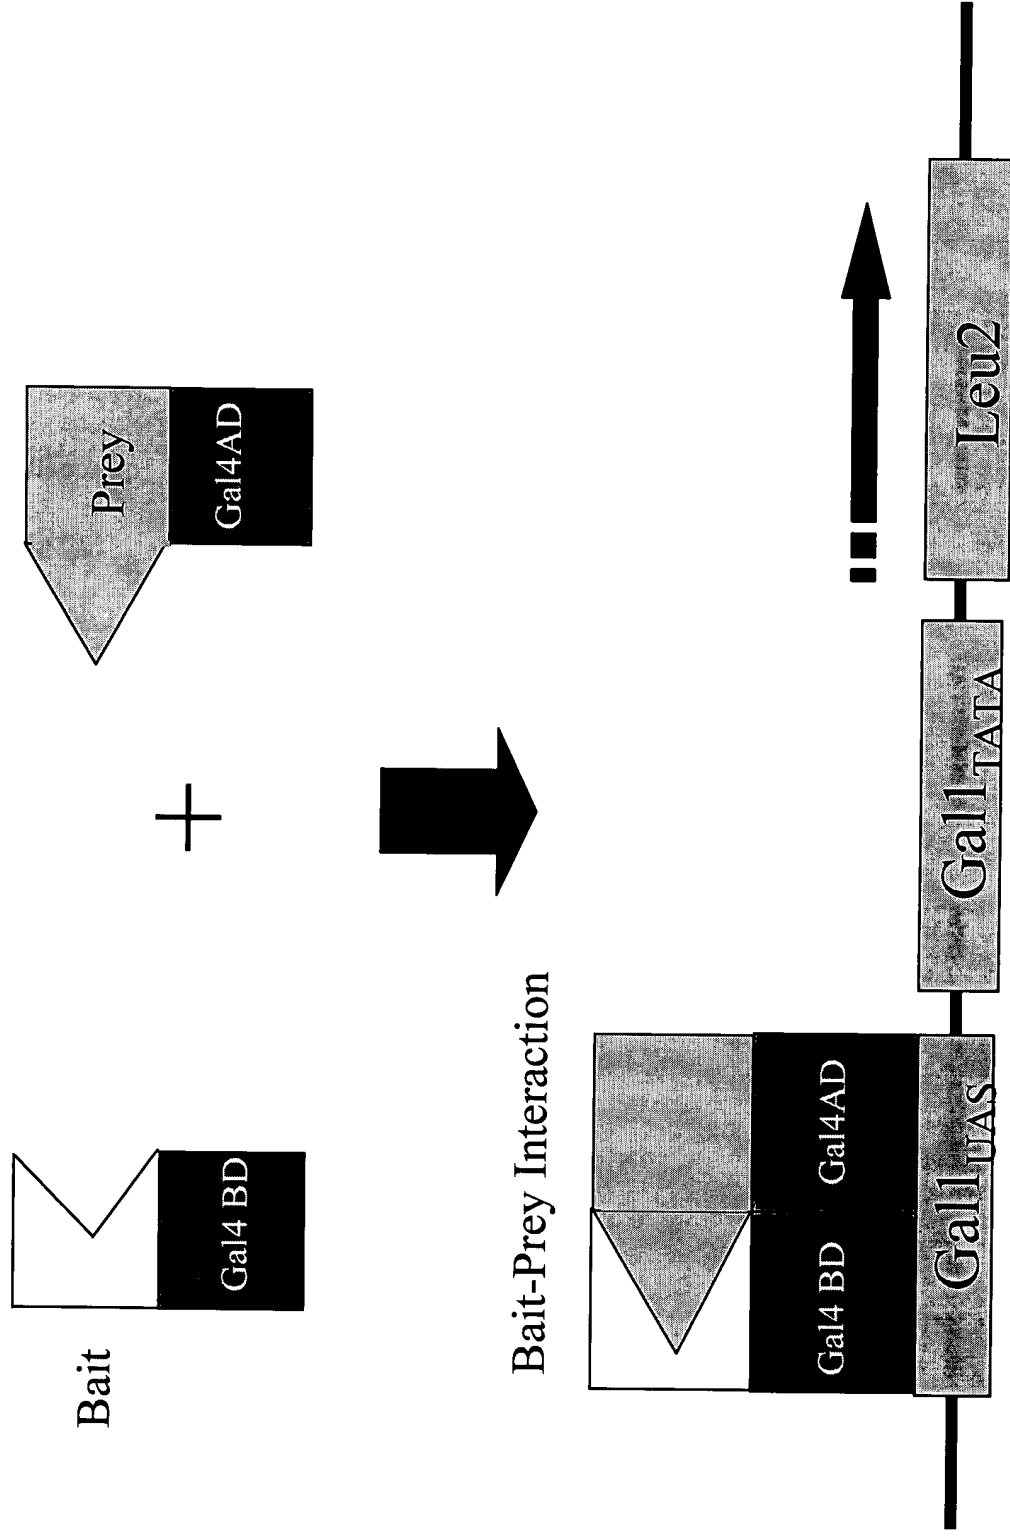 Bait
Gal4 BD
+
Prey
Gal4AD
Bait-Prey Interaction
Gal4 BD
Gal4AD
Gal1UAS
Gal1TATA
Leu2